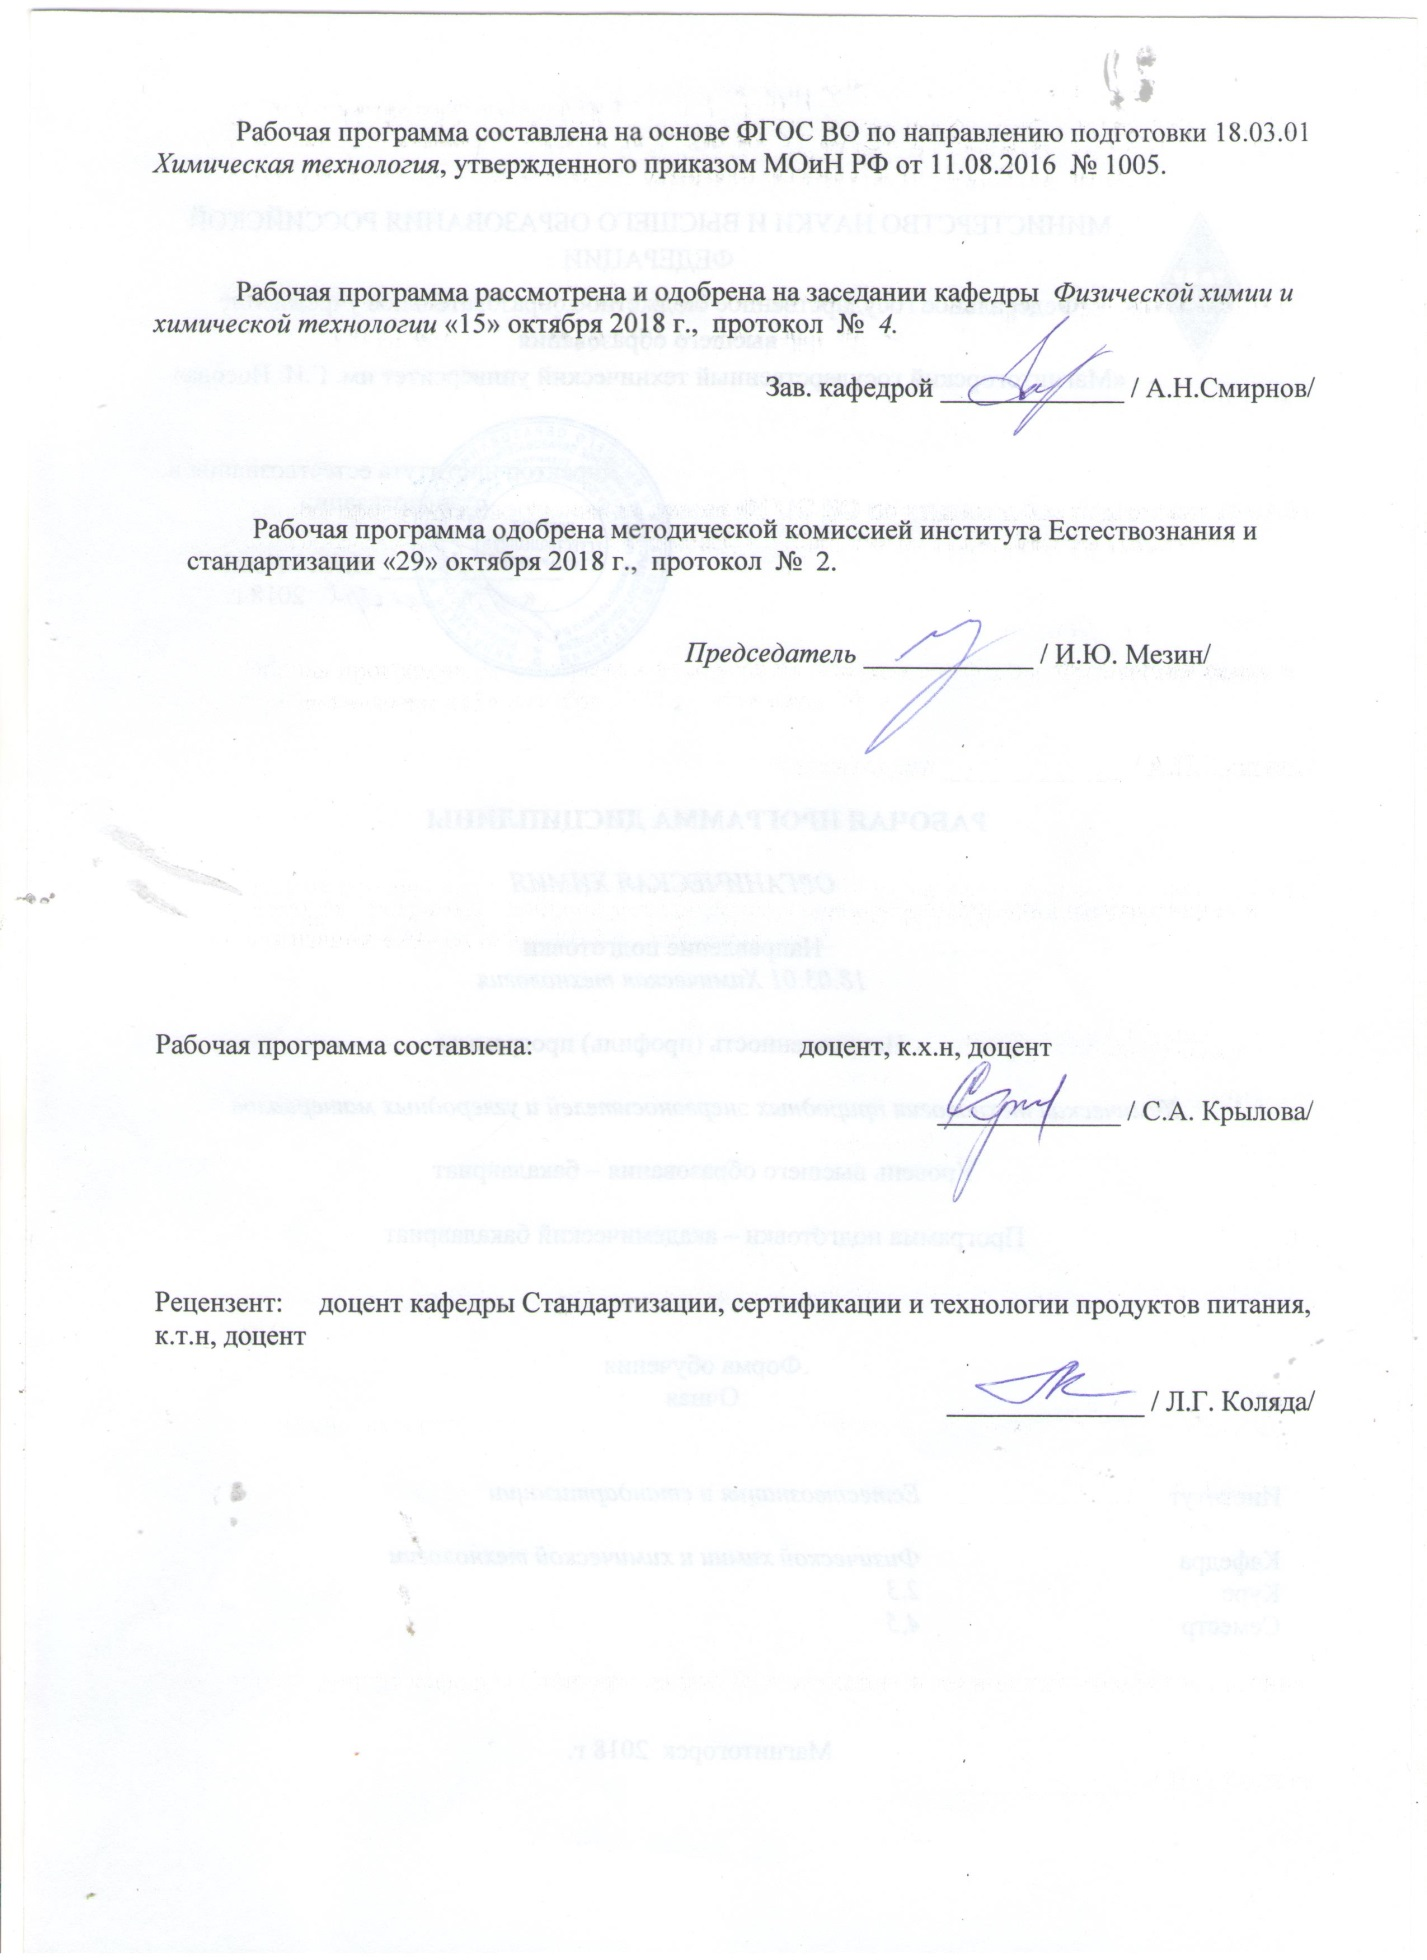 Рабочая программа составлена на основе ФГОС ВО по направлению подготовки 18.03.01
Химическая технология, утвержденного приказом МОиН РФ от 11.08.2016 № 1005.
Рабочая программа рассмотрена и одобрена на заседании кафедры Физической химии и
химической технологии «15» октября 2018 г., протокол № 4.
Зав. кафедрой ____________ / А.Н.Смирнов/
Рабочая программа одобрена методической комиссией института Естествознания и
стандартизации «29» октября 2018 г., протокол № 2.
Председатель ____________ / И.Ю. Мезин/
Рабочая программа составлена: доцент, к.х.н, доцент
____________ / С.А. Крылова/
Рецензент: доцент кафедры Стандартизации, сертификации и технологии продуктов питания,
к.т.н, доцент
____________ / Л.Г. Коляда/